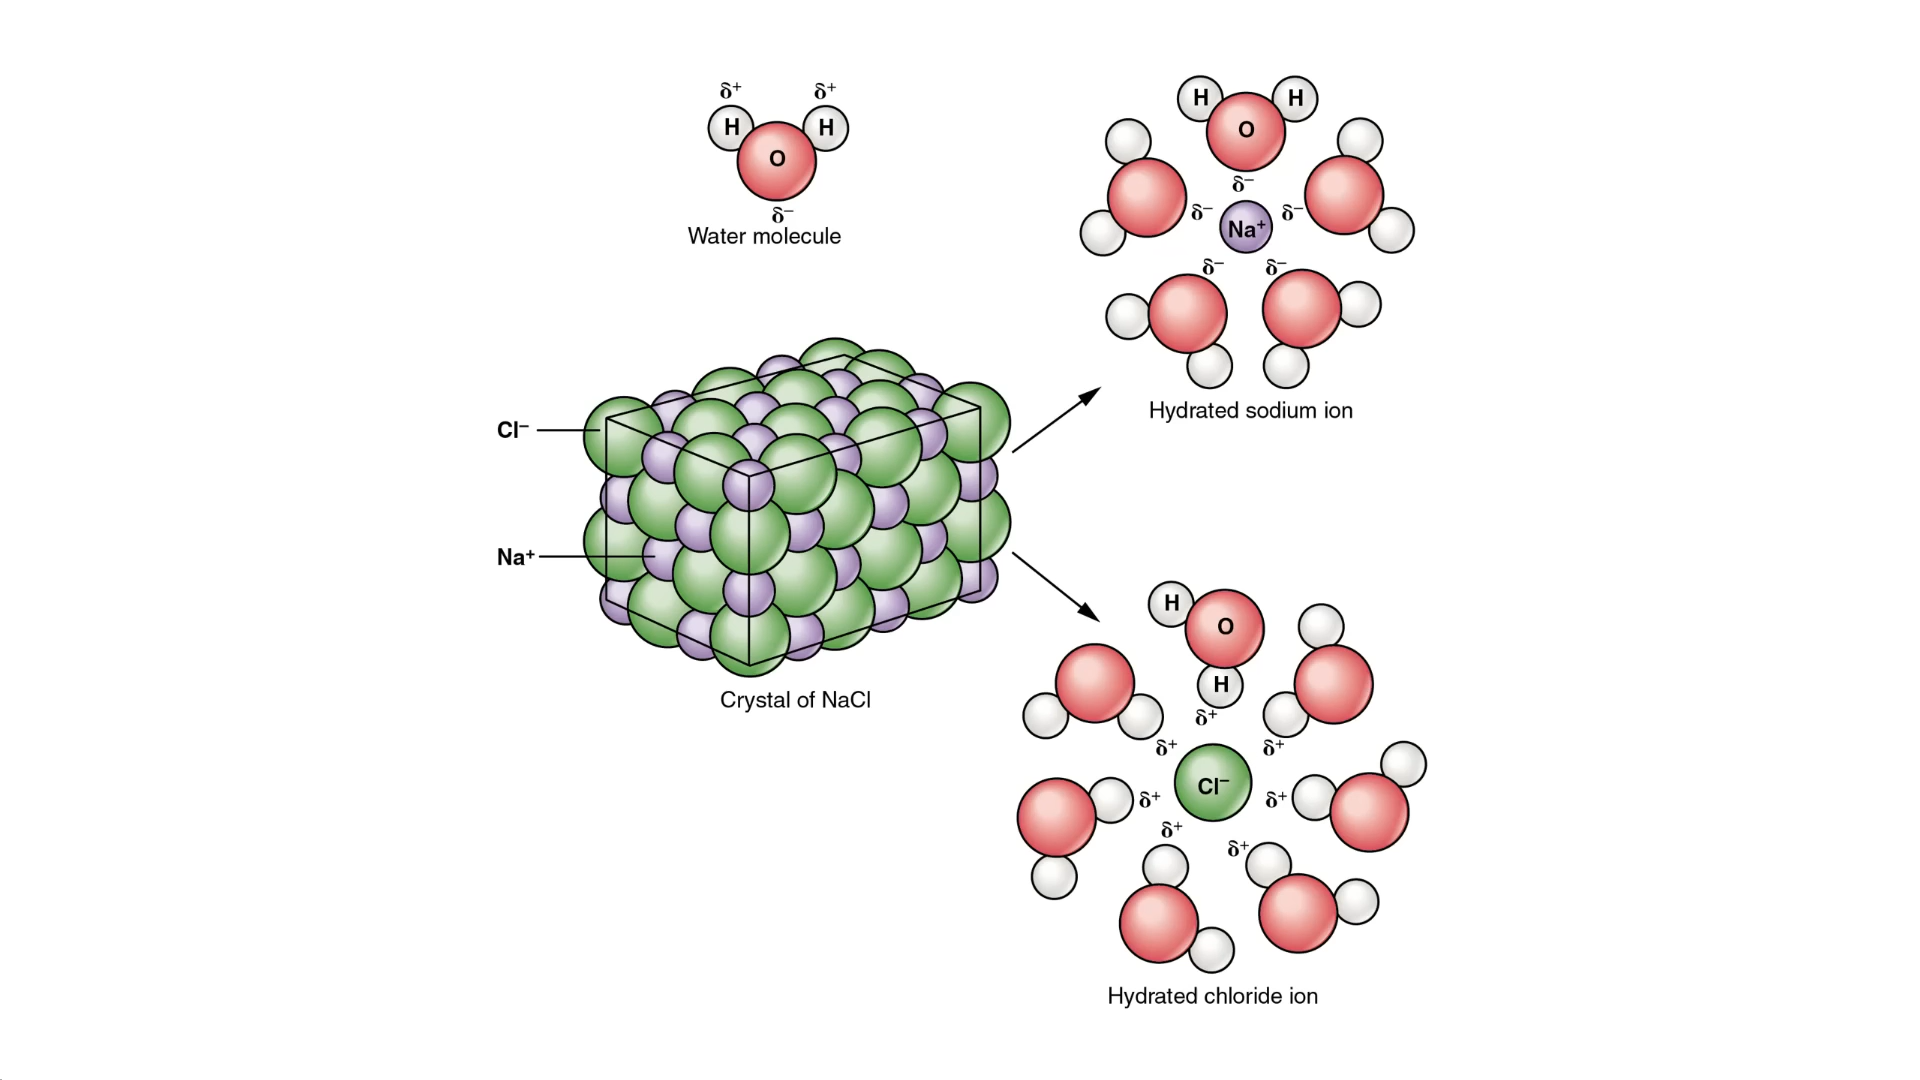 δ⁺ δ⁺
H H
O
δ⁻
Water molecule
H H
O
δ⁻
δ⁻ δ⁻
Na⁺
δ⁻ δ⁻
Hydrated sodium ion
Cl⁻
Na⁺
Crystal of NaCl
H
O
H
δ⁺
δ⁺ δ⁺
Cl⁻
δ⁺ δ⁺
δ⁺
δ⁺
Hydrated chloride ion